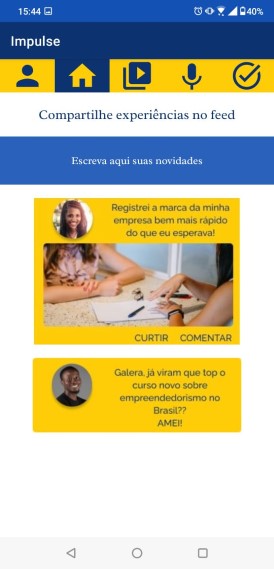 15:44
40%
Impulse
Compartilhe experiências no feed
Escreva aqui suas novidades
Registrei a marca da minha
empresa bem mais rápido
do que eu esperava!
CURTIR COMENTAR
Galera, já viram que top o
curso novo sobre
empreendedorismo no
Brasil??
AMEI!